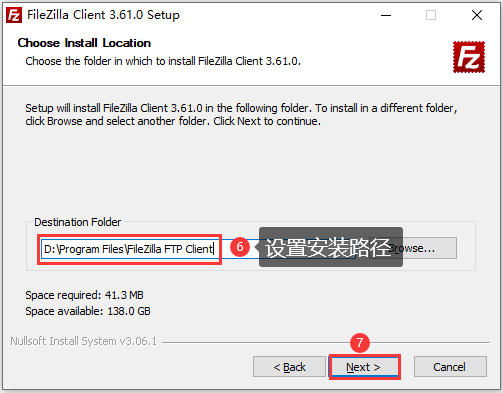 FileZilla Client 3.61.0 Setup
Choose Install Location
Choose the folder in which to install FileZilla Client 3.61.0.
Fz
Setup will install FileZilla Client 3.61.0 in the following folder. To install in a different folder,
click Browse and select another folder. Click Next to continue.
Destination Folder
D:\Program Files\FileZilla FTP Client
6
设置安装路径
Browse...
Space required: 41.3 MB
Space available: 138.0 GB
Nullsoft Install System v3.06.1
7
< Back
Next >
Cancel